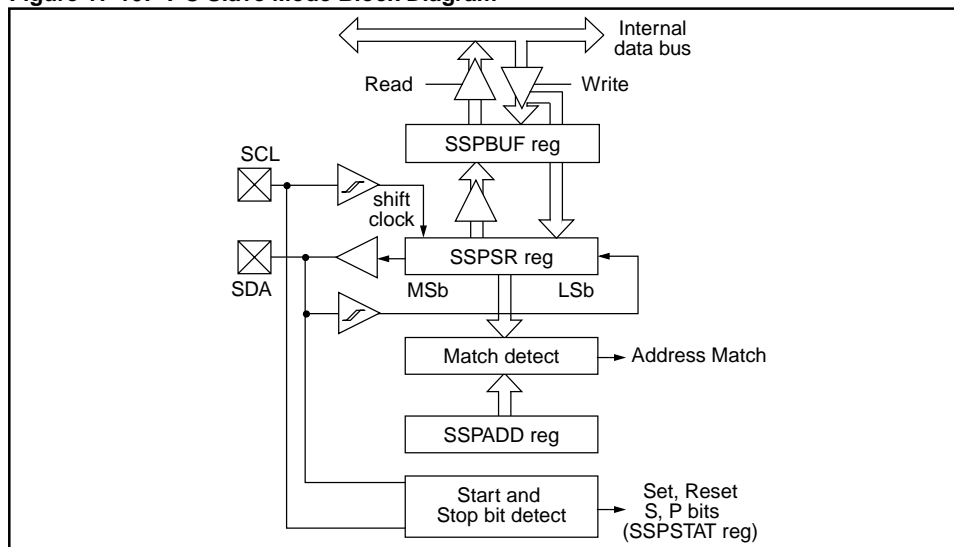 Internal
data bus
Read
Write
SSPBUF reg
SCL
shift
clock
SSPSR reg
SDA
MSb
LSb
Match detect
Address Match
SSPADD reg
Start and
Stop bit detect
Set, Reset
S, P bits
(SSPSTAT reg)